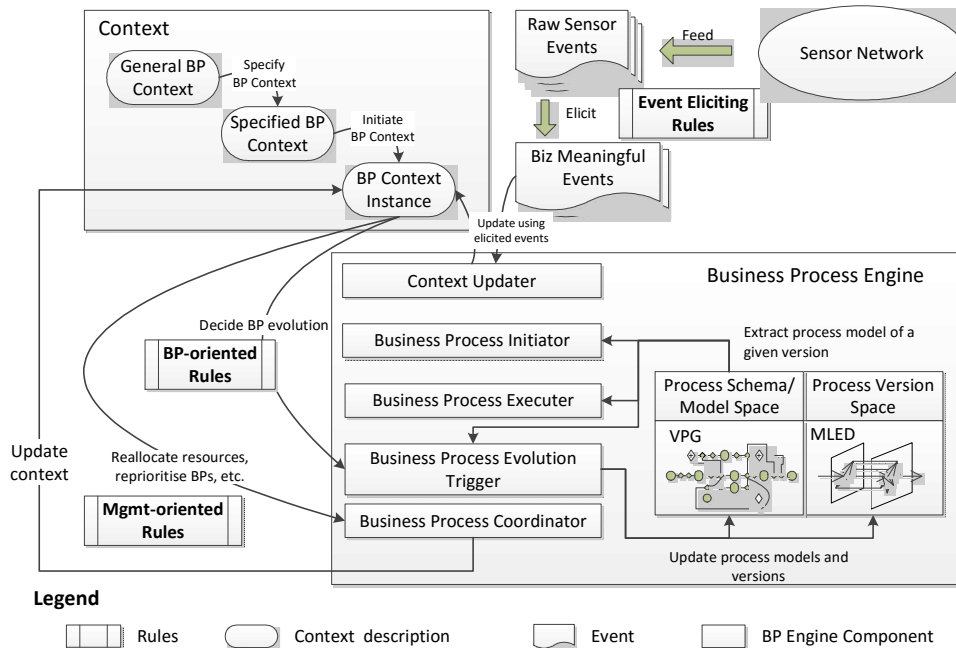 Context
General BP
Context
Specify
BP Context
Specified BP
Context
Initiate
BP Context
BP Context
Instance
Raw Sensor
Events
Feed
Sensor Network
Elicit
Event Eliciting
Rules
Biz Meaningful
Events
Update using
elicited events
Business Process Engine
Context Updater
Business Process Initiator
Business Process Executer
Business Process Evolution
Trigger
Business Process Coordinator
Extract process model of a
given version
Process Schema/
Model Space
Process Version
Space
VPG
MLED
Update process models and
versions
Decide BP evolution
BP-oriented
Rules
Update
context
Reallocate resources,
reprioritise BPs, etc.
Mgmt-oriented
Rules
Legend
Rules
Context description
Event
BP Engine Component